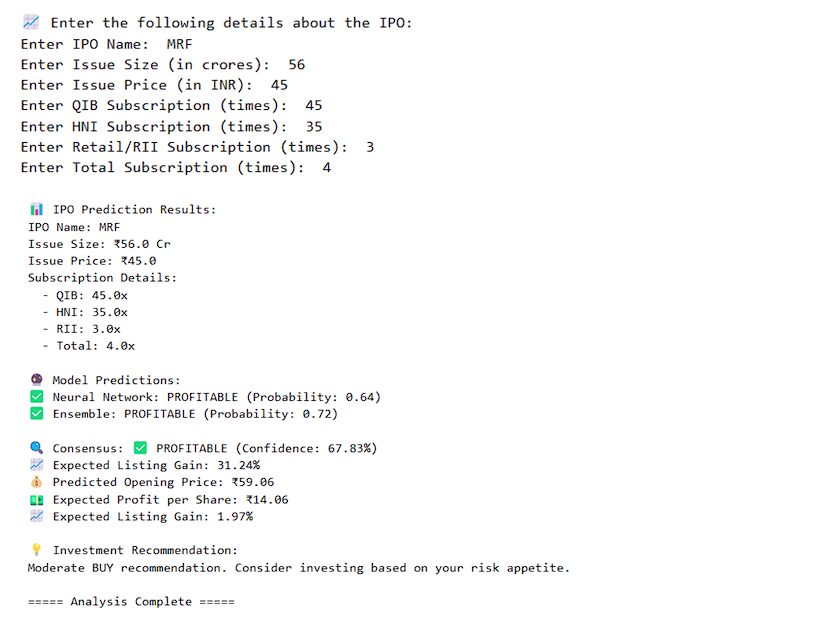 📈 Enter the following details about the IPO:
Enter IPO Name: MRF
Enter Issue Size (in crores): 56
Enter Issue Price (in INR): 45
Enter QIB Subscription (times): 45
Enter HNI Subscription (times): 35
Enter Retail/RII Subscription (times): 3
Enter Total Subscription (times): 4
📊 IPO Prediction Results:
IPO Name: MRF
Issue Size: ₹56.0 Cr
Issue Price: ₹45.0
Subscription Details:
- QIB: 45.0x
- HNI: 35.0x
- RII: 3.0x
- Total: 4.0x
🔮 Model Predictions:
✅ Neural Network: PROFITABLE (Probability: 0.64)
✅ Ensemble: PROFITABLE (Probability: 0.72)
🔍 Consensus: ✅ PROFITABLE (Confidence: 67.83%)
📈 Expected Listing Gain: 31.24%
💰 Predicted Opening Price: ₹59.06
💵 Expected Profit per Share: ₹14.06
📈 Expected Listing Gain: 1.97%
💡 Investment Recommendation:
Moderate BUY recommendation. Consider investing based on your risk appetite.
===== Analysis Complete =====